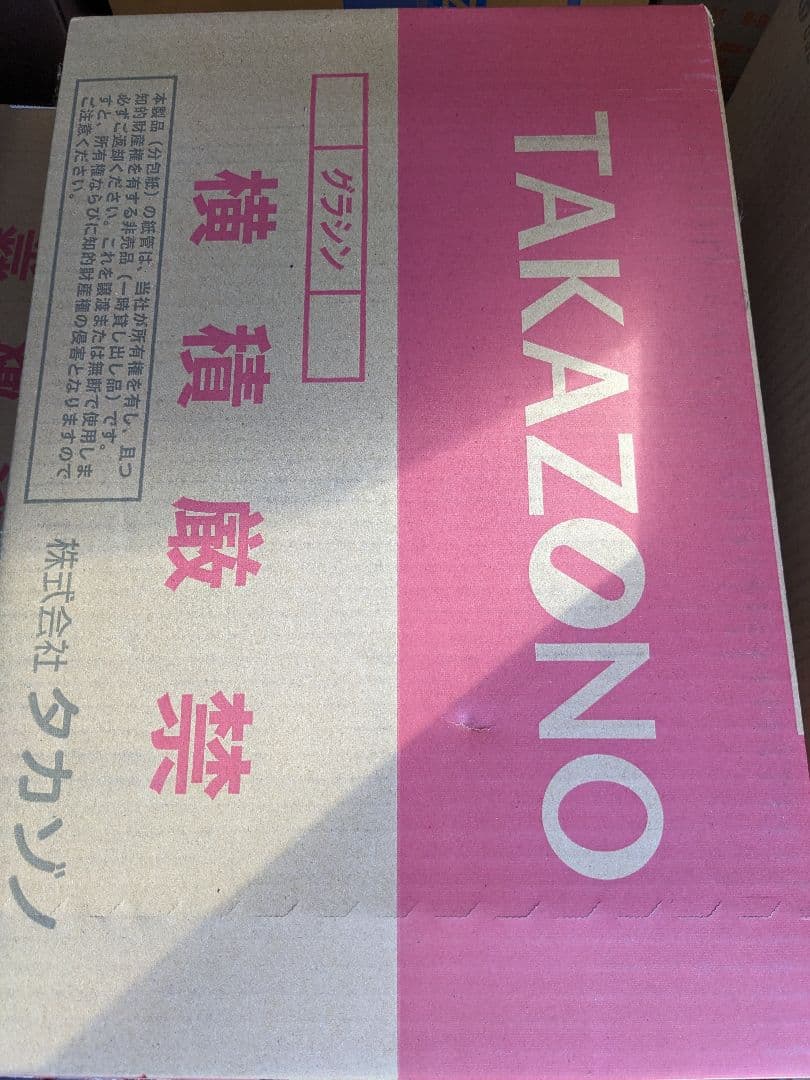 TAKAZONO
グラシン
横積厳禁
本製品（分包紙）の紙管は、当社が所有権を有し、且つ
知的財産権を有する非売品（一時貸し出し品）です。
必ずご返却ください。これを譲渡または無断で使用しま
すと、所有権ならびに知的財産権の侵害となりますので
ご注意ください。
株式会社タカゾノ